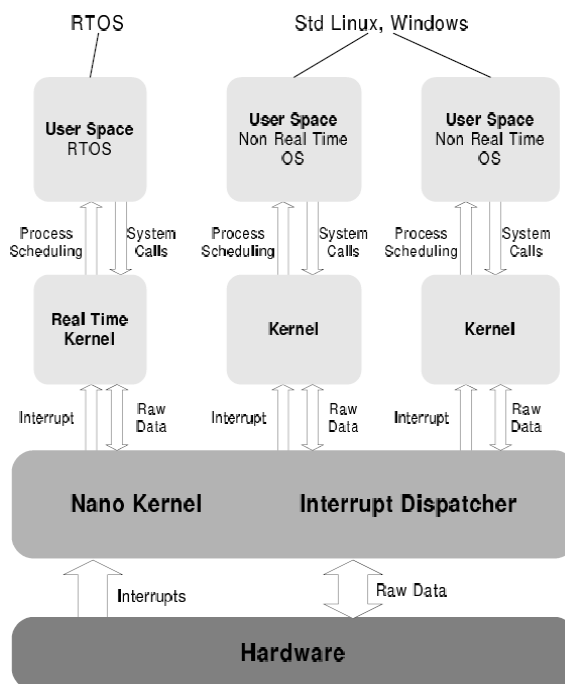 RTOS
Std Linux, Windows
User Space
RTOS
User Space
Non Real Time
OS
User Space
Non Real Time
OS
Process
Scheduling
System
Calls
Process
Scheduling
System
Calls
Process
Scheduling
System
Calls
Real Time
Kernel
Kernel
Kernel
Interrupt
Raw
Data
Interrupt
Raw
Data
Interrupt
Raw
Data
Nano Kernel
Interrupt Dispatcher
Interrupts
Raw Data
Hardware